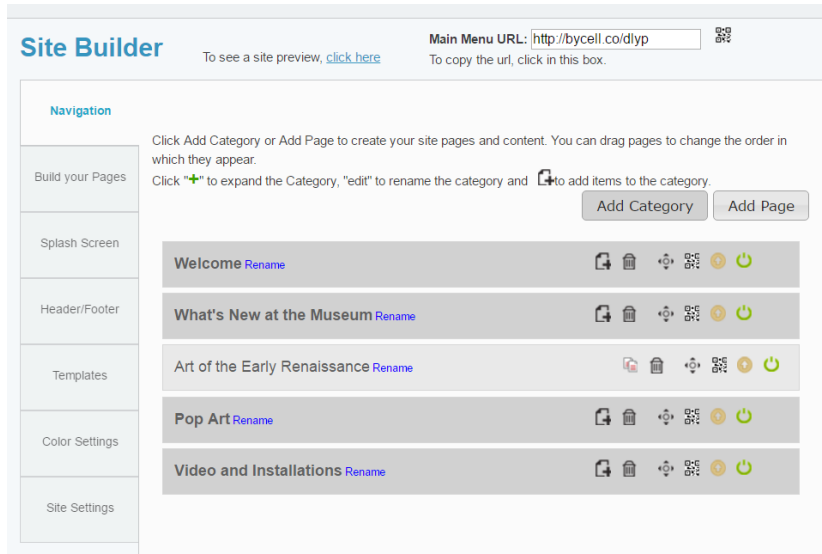 Site Builder
To see a site preview, click here
Main Menu URL: http://bycell.co/dlyp
To copy the url, click in this box.
Navigation
Build your Pages
Splash Screen
Header/Footer
Templates
Color Settings
Site Settings
Click Add Category or Add Page to create your site pages and content. You can drag pages to change the order in
which they appear.
Click "+" to expand the Category, "edit" to rename the category and to add items to the category.
Add Category
Add Page
Welcome Rename
What's New at the Museum Rename
Art of the Early Renaissance Rename
Pop Art Rename
Video and Installations Rename